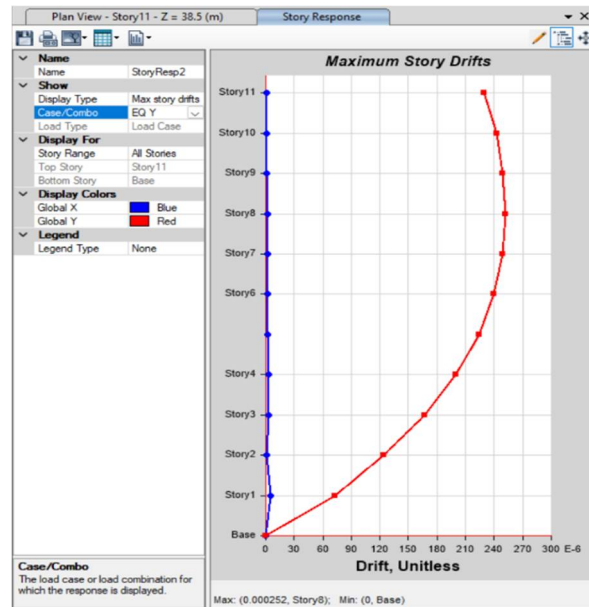 Plan View - Story11 - Z = 38.5 (m)
Story Response
Name
Name StoryResp2
Show
Display Type Max story drifts
Case/Combo EQ Y
Load Type Load Case
Display For
Story Range All Stories
Top Story Story11
Bottom Story Base
Display Colors
Global X Blue
Global Y Red
Legend
Legend Type None
Case/Combo
The load case or load combination for
which the response is displayed.
Maximum Story Drifts
Story11
Story10
Story9
Story8
Story7
Story6
Story4
Story3
Story2
Story1
Base
0 30 60 90 120 150 180 210 240 270 300 E-6
Drift, Unitless
Max: (0.000252, Story8); Min: (0, Base)